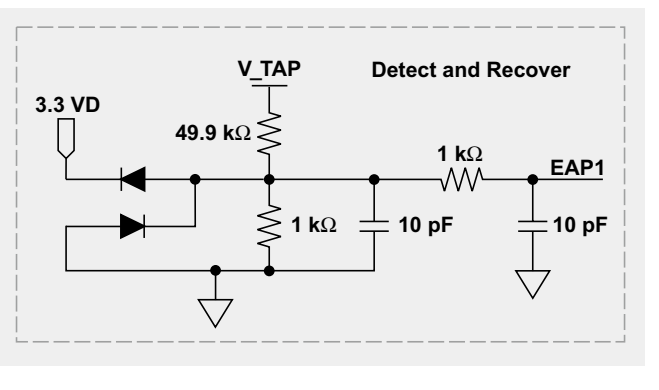 V_TAP
Detect and Recover
3.3 VD
49.9 kΩ
1 kΩ
EAP1
1 kΩ
10 pF
10 pF